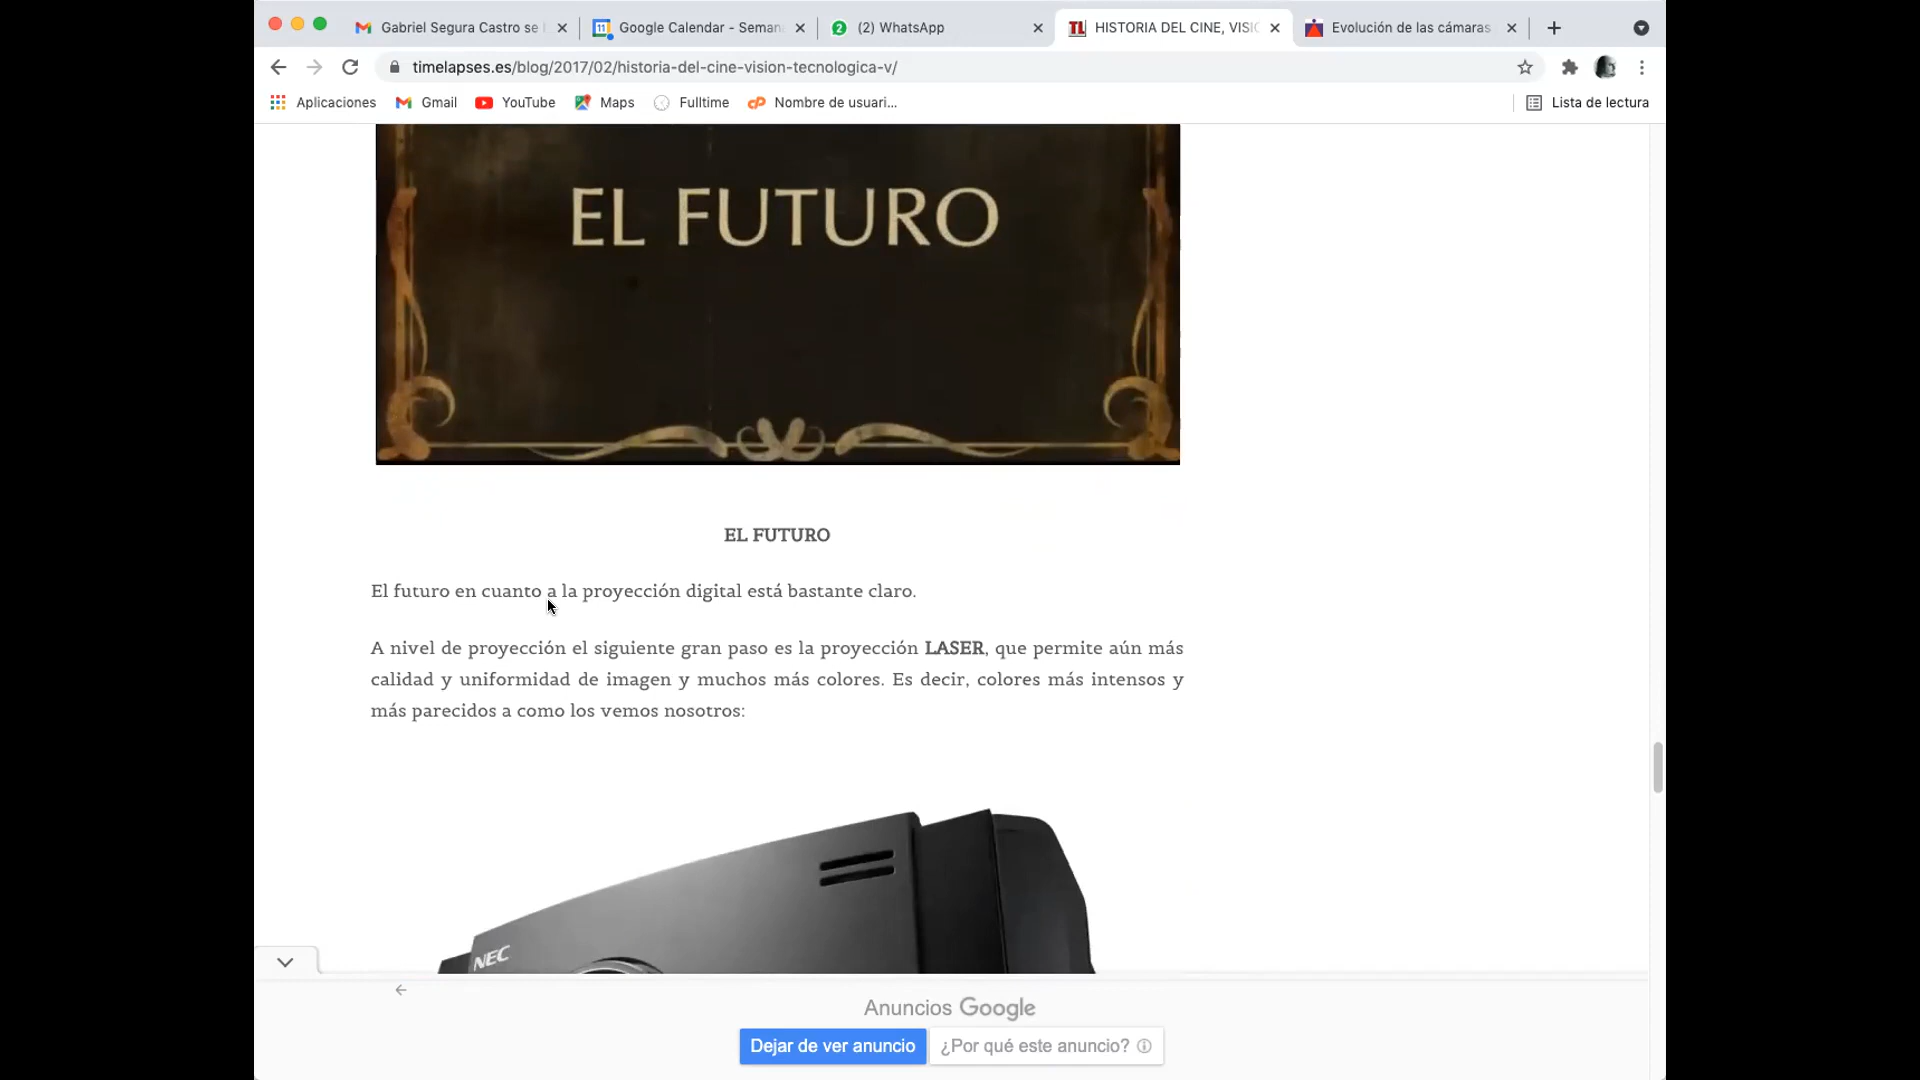 Gabriel Segura Castro se
Google Calendar - Seman
(2) WhatsApp
TL HISTORIA DEL CINE, VISI
Evolución de las cámaras
timelapses.es/blog/2017/02/historia-del-cine-vision-tecnologica-v/
Aplicaciones
Gmail
YouTube
Maps
Fulltime
Nombre de usuari...
Lista de lectura
EL FUTURO
EL FUTURO
El futuro en cuanto a la proyección digital está bastante claro.
A nivel de proyección el siguiente gran paso es la proyección LASER, que permite aún más
calidad y uniformidad de imagen y muchos más colores. Es decir, colores más intensos y
más parecidos a como los vemos nosotros:
NEC
Anuncios Google
Dejar de ver anuncio
¿Por qué este anuncio?